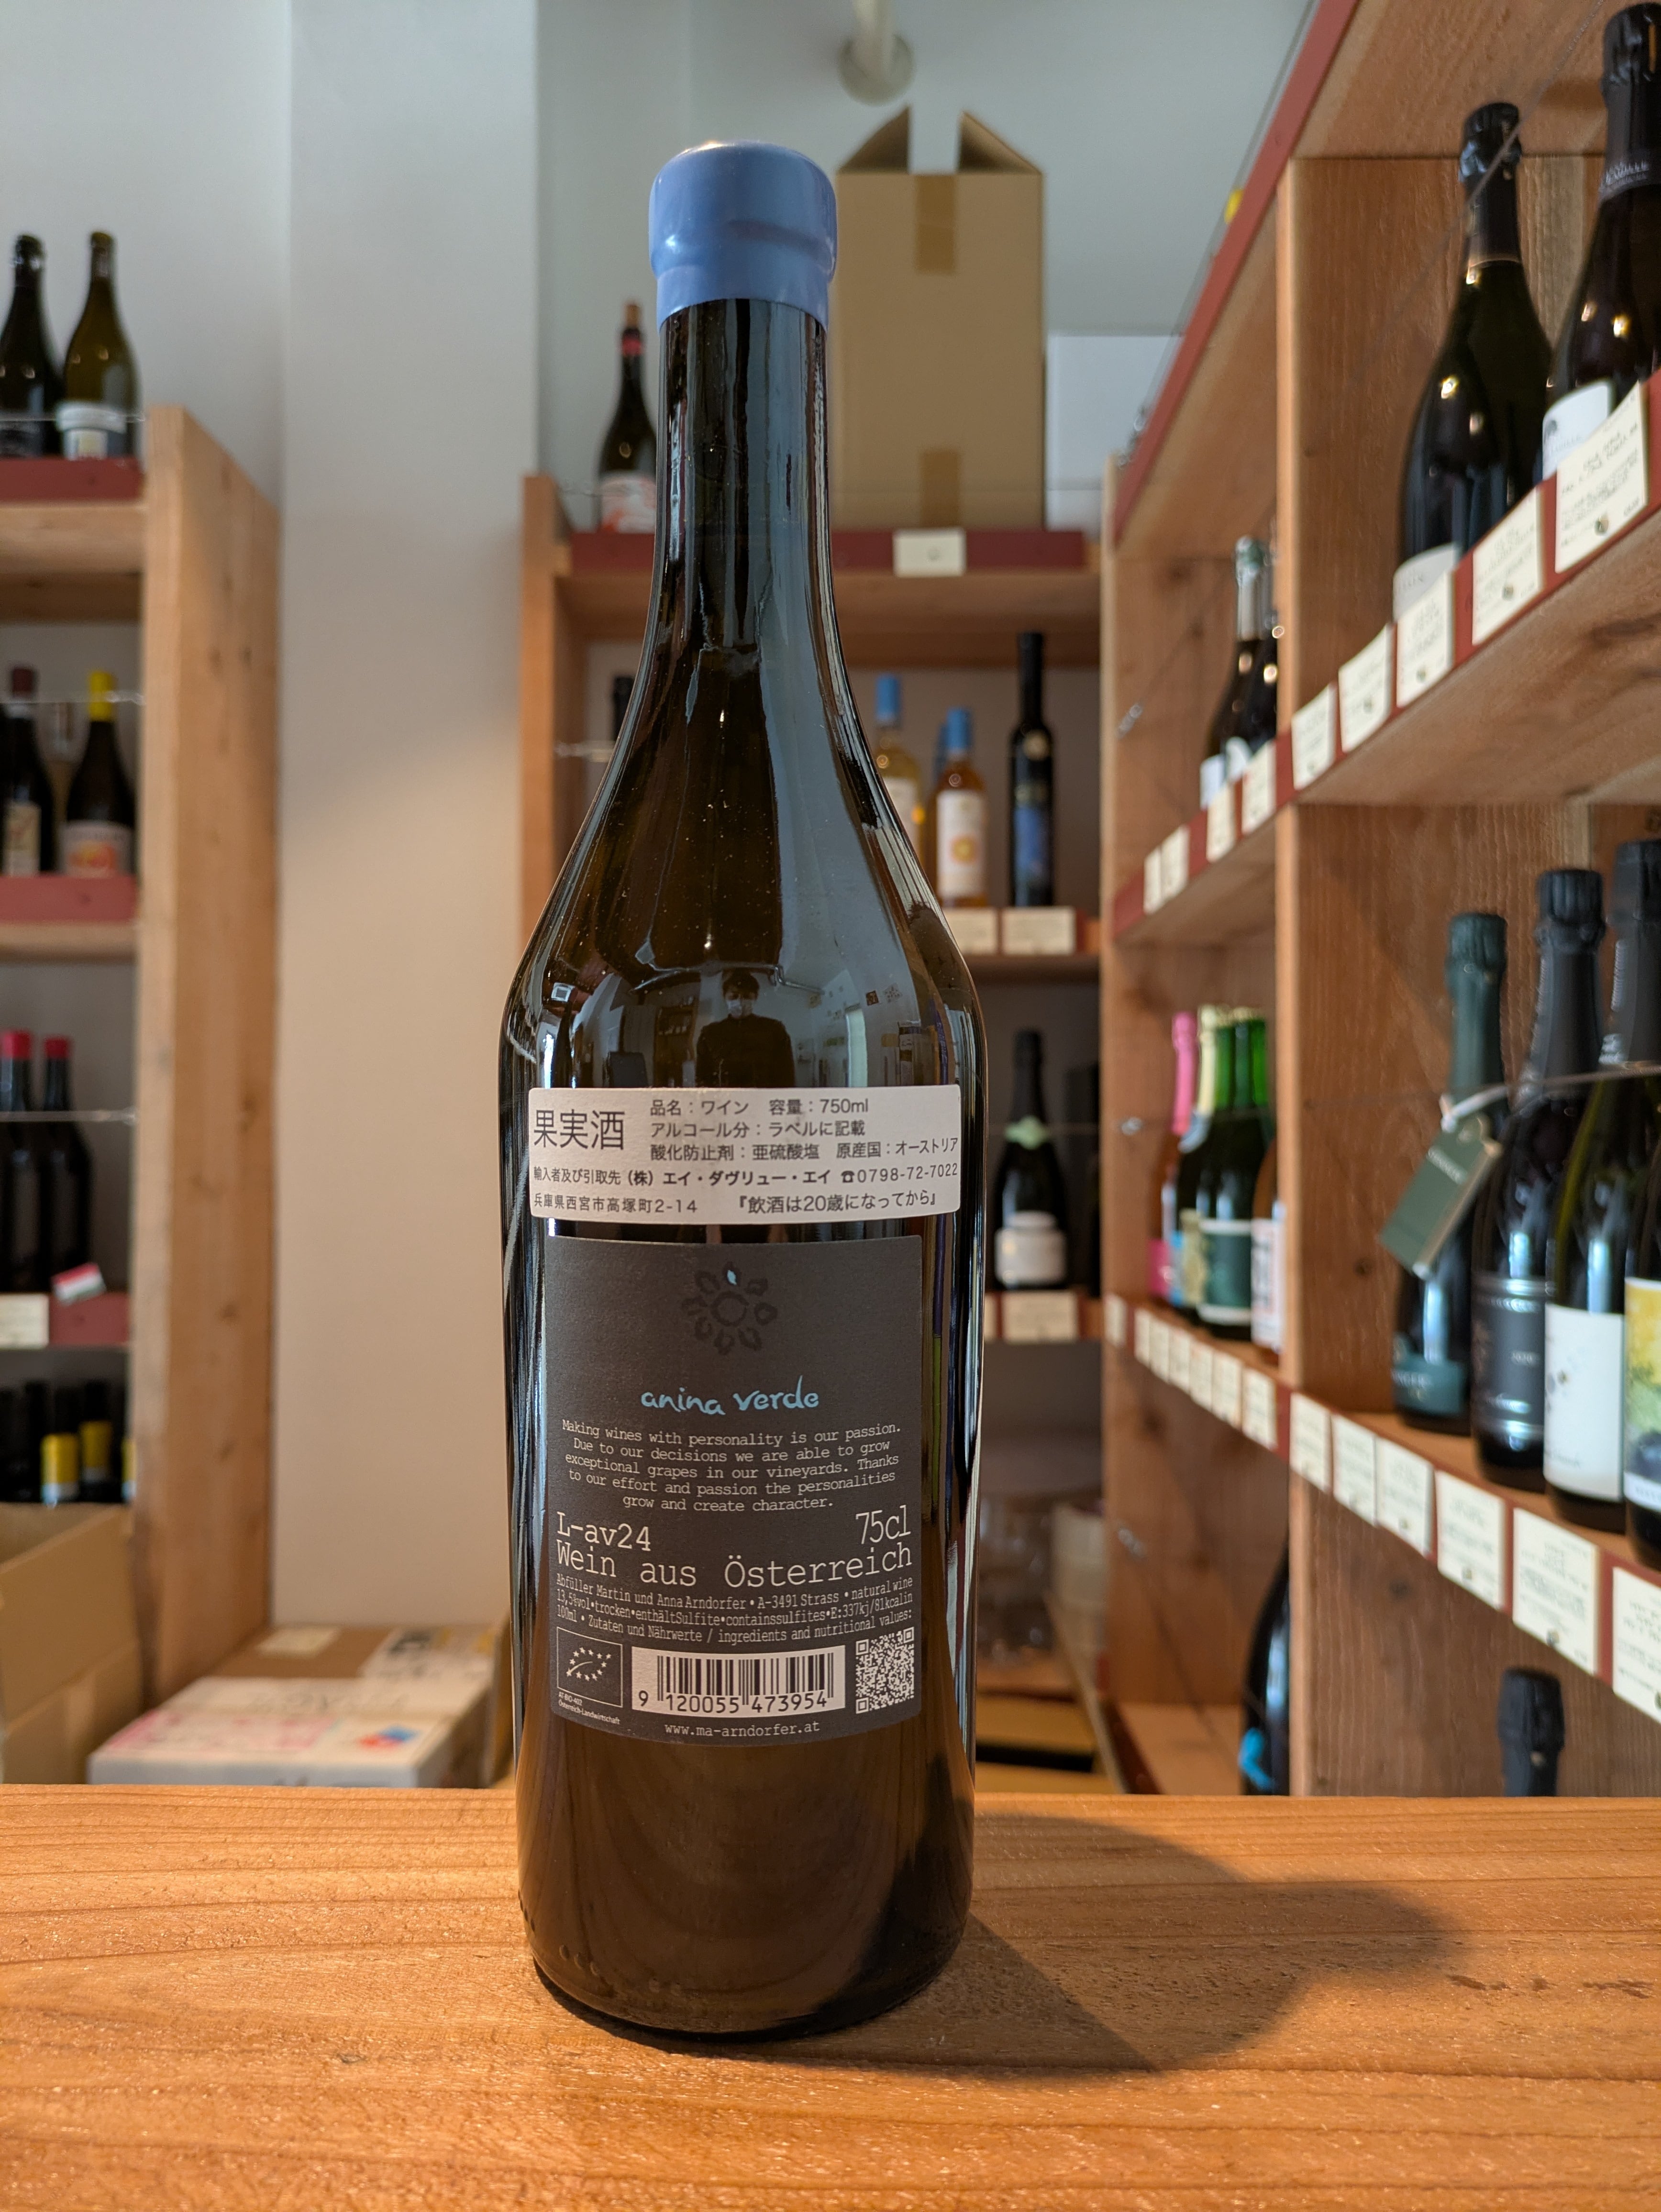 果実酒
品名：ワイン　容量：750ml
アルコール分：ラベルに記載
酸化防止剤：亜硫酸塩　原産国：オーストリア
輸入者及び引取先（株）エイ・ダヴリュー・エイ ☎0798-72-7022
兵庫県西宮市高塚町2-14　『飲酒は20歳になってから』
anina verde
Making wines with personality is our passion.
Due to our decisions we are able to grow
exceptional grapes in our vineyards. Thanks
to our effort and passion the personalities
grow and create character.
L-av24 75cl
Wein aus Österreich
Abfüller Martin und Anna Arndorfer • A-3491 Strass • natural wine
13,5%vol•trocken•enthältSulfite•containssulfites•E:337kj/81kcalin
100ml • Zutaten und Nährwerte / ingredients and nutritional values:
AT-BIO-402
Österreich-Landwirtschaft
9 120055 473954
www.ma-arndorfer.at